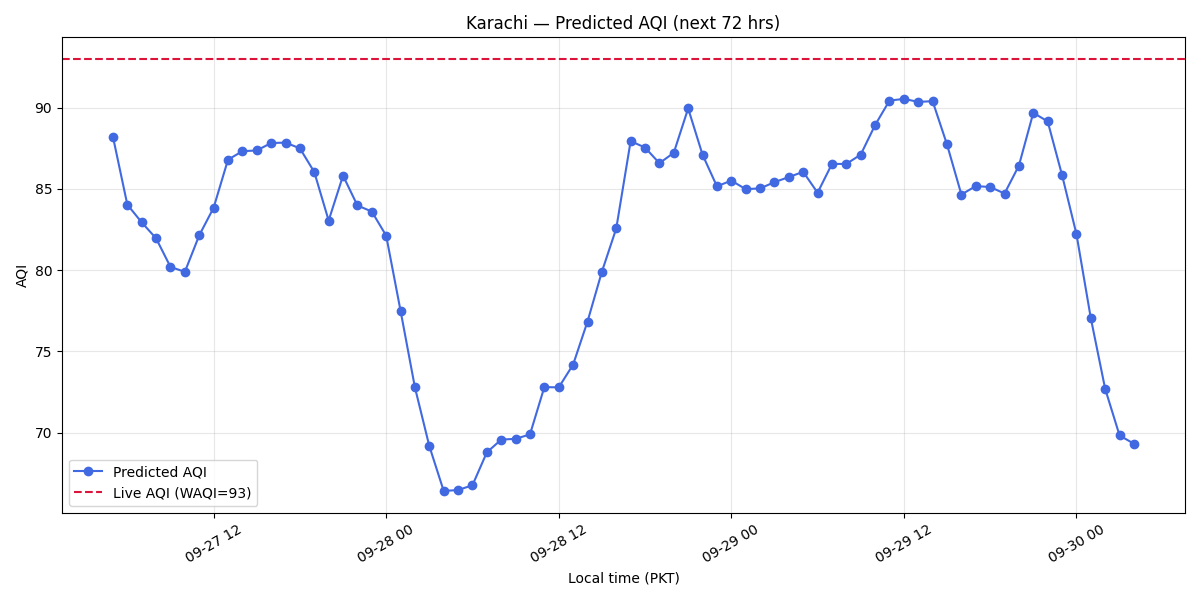 Karachi — Predicted AQI (next 72 hrs)
AQI
90
85
80
75
70
Predicted AQI
Live AQI (WAQI=93)
09-27 12
09-28 00
09-28 12
09-29 00
09-29 12
09-30 00
Local time (PKT)